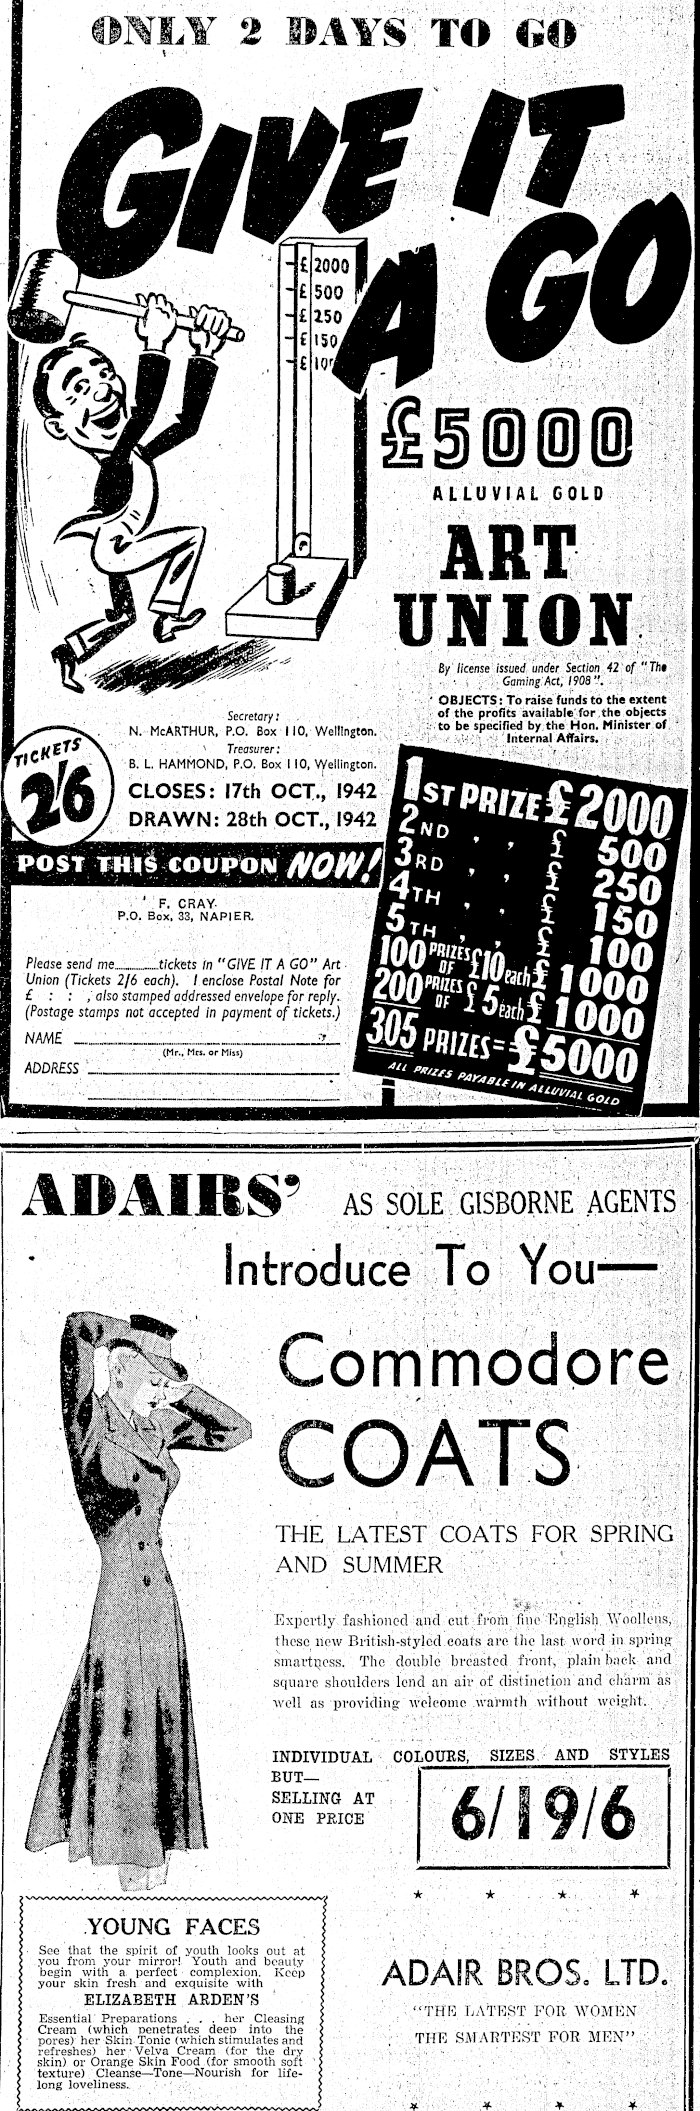 ONLY 2 DAYS TO GO
GIVE IT
A GO
£ 2000
£ 500
£ 250
£ 150
£ 100
£5000
ALLUVIAL GOLD
ART
UNION
By license issued under Section 42 of "The
Gaming Act, 1908".
OBJECTS: To raise funds to the extent
of the profits available for the objects
to be specified by the Hon. Minister of
Internal Affairs.
Secretary:
N. McARTHUR, P.O. Box 110, Wellington.
Treasurer:
B. L. HAMMOND, P.O. Box 110, Wellington.
TICKETS
2/6
CLOSES: 17th OCT., 1942
DRAWN: 28th OCT., 1942
POST THIS COUPON NOW!
F. CRAY.
P.O. Box, 33, NAPIER.
Please send me............tickets in "GIVE IT A GO" Art
Union (Tickets 2/6 each). I enclose Postal Note for
£ : : , also stamped addressed envelope for reply.
(Postage stamps not accepted in payment of tickets.)
NAME
(Mr., Mrs. or Miss)
ADDRESS
1ST PRIZE £2000
2ND , , £ 500
3RD , , £ 250
4TH , , £ 150
5TH , , £ 100
100 PRIZES OF £10 each £1000
200 PRIZES OF £5 each £1000
305 PRIZES = £5000
ALL PRIZES PAYABLE IN ALLUVIAL GOLD
ADAIRS' AS SOLE GISBORNE AGENTS
Introduce To You—
Commodore
COATS
THE LATEST COATS FOR SPRING
AND SUMMER
Expertly fashioned and cut from fine English Woollens,
these new British-styled coats are the last word in spring
smartness. The double breasted front, plain back and
square shoulders lend an air of distinction and charm as
well as providing welcome warmth without weight.
INDIVIDUAL COLOURS, SIZES AND STYLES
BUT—
SELLING AT
ONE PRICE
6/19/6
YOUNG FACES
See that the spirit of youth looks out at
you from your mirror! Youth and beauty
begin with a perfect complexion. Keep
your skin fresh and exquisite with
ELIZABETH ARDEN'S
Essential Preparations . . . her Cleasing
Cream (which penetrates deep into the
pores) her Skin Tonic (which stimulates and
refreshes) her Velva Cream (for the dry
skin) or Orange Skin Food (for smooth soft
texture) Cleanse—Tone—Nourish for life-
long loveliness.
ADAIR BROS. LTD.
"THE LATEST FOR WOMEN
THE SMARTEST FOR MEN"